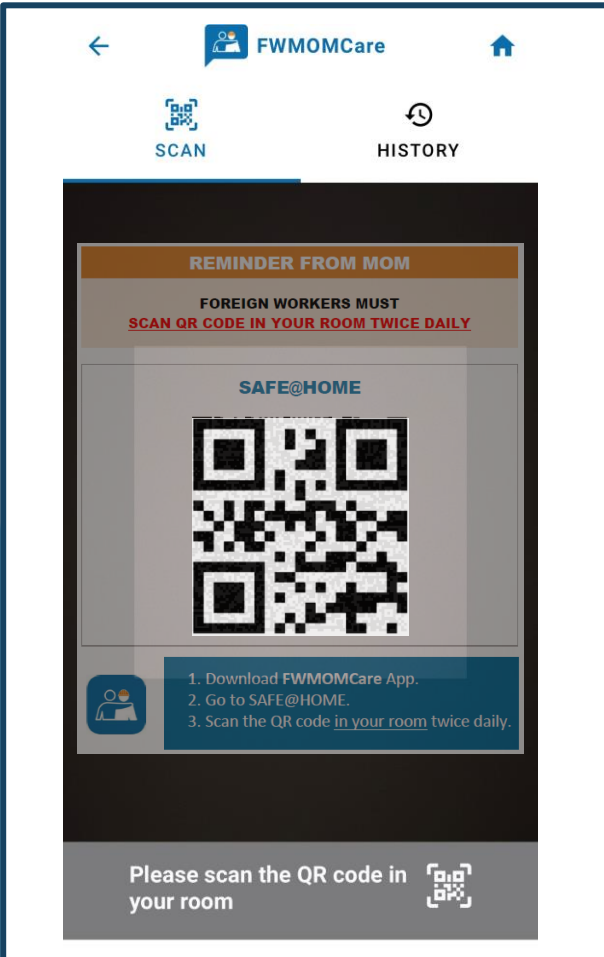 FWMOMCare
SCAN
HISTORY
REMINDER FROM MOM
FOREIGN WORKERS MUST
SCAN QR CODE IN YOUR ROOM TWICE DAILY
SAFE@HOME
1. Download FWMOMCare App.
2. Go to SAFE@HOME.
3. Scan the QR code in your room twice daily.
Please scan the QR code in
your room